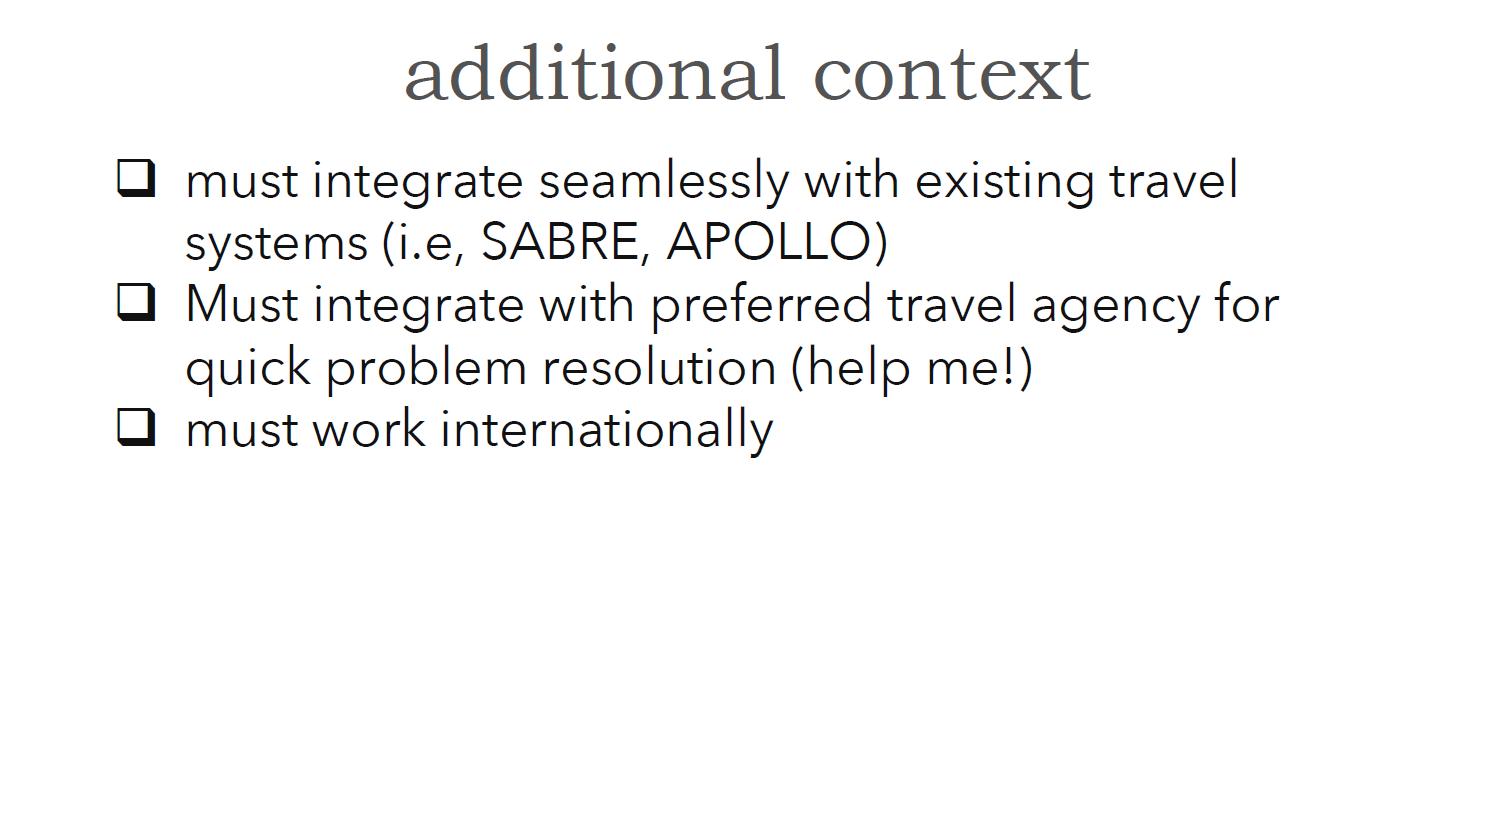 additional context
must integrate seamlessly with existing travel
systems (i.e, SABRE, APOLLO)
Must integrate with preferred travel agency for
quick problem resolution (help me!)
must work internationally